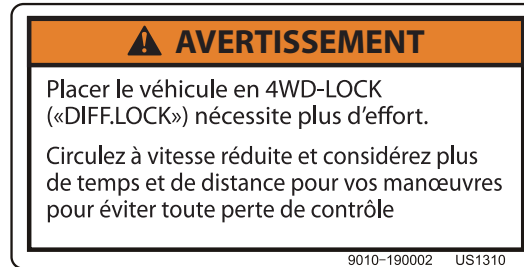 AVERTISSEMENT
Placer le véhicule en 4WD-LOCK
(«DIFF.LOCK») nécessite plus d'effort.
Circulez à vitesse réduite et considérez plus
de temps et de distance pour vos manœuvres
pour éviter toute perte de contrôle
9010-190002 US1310